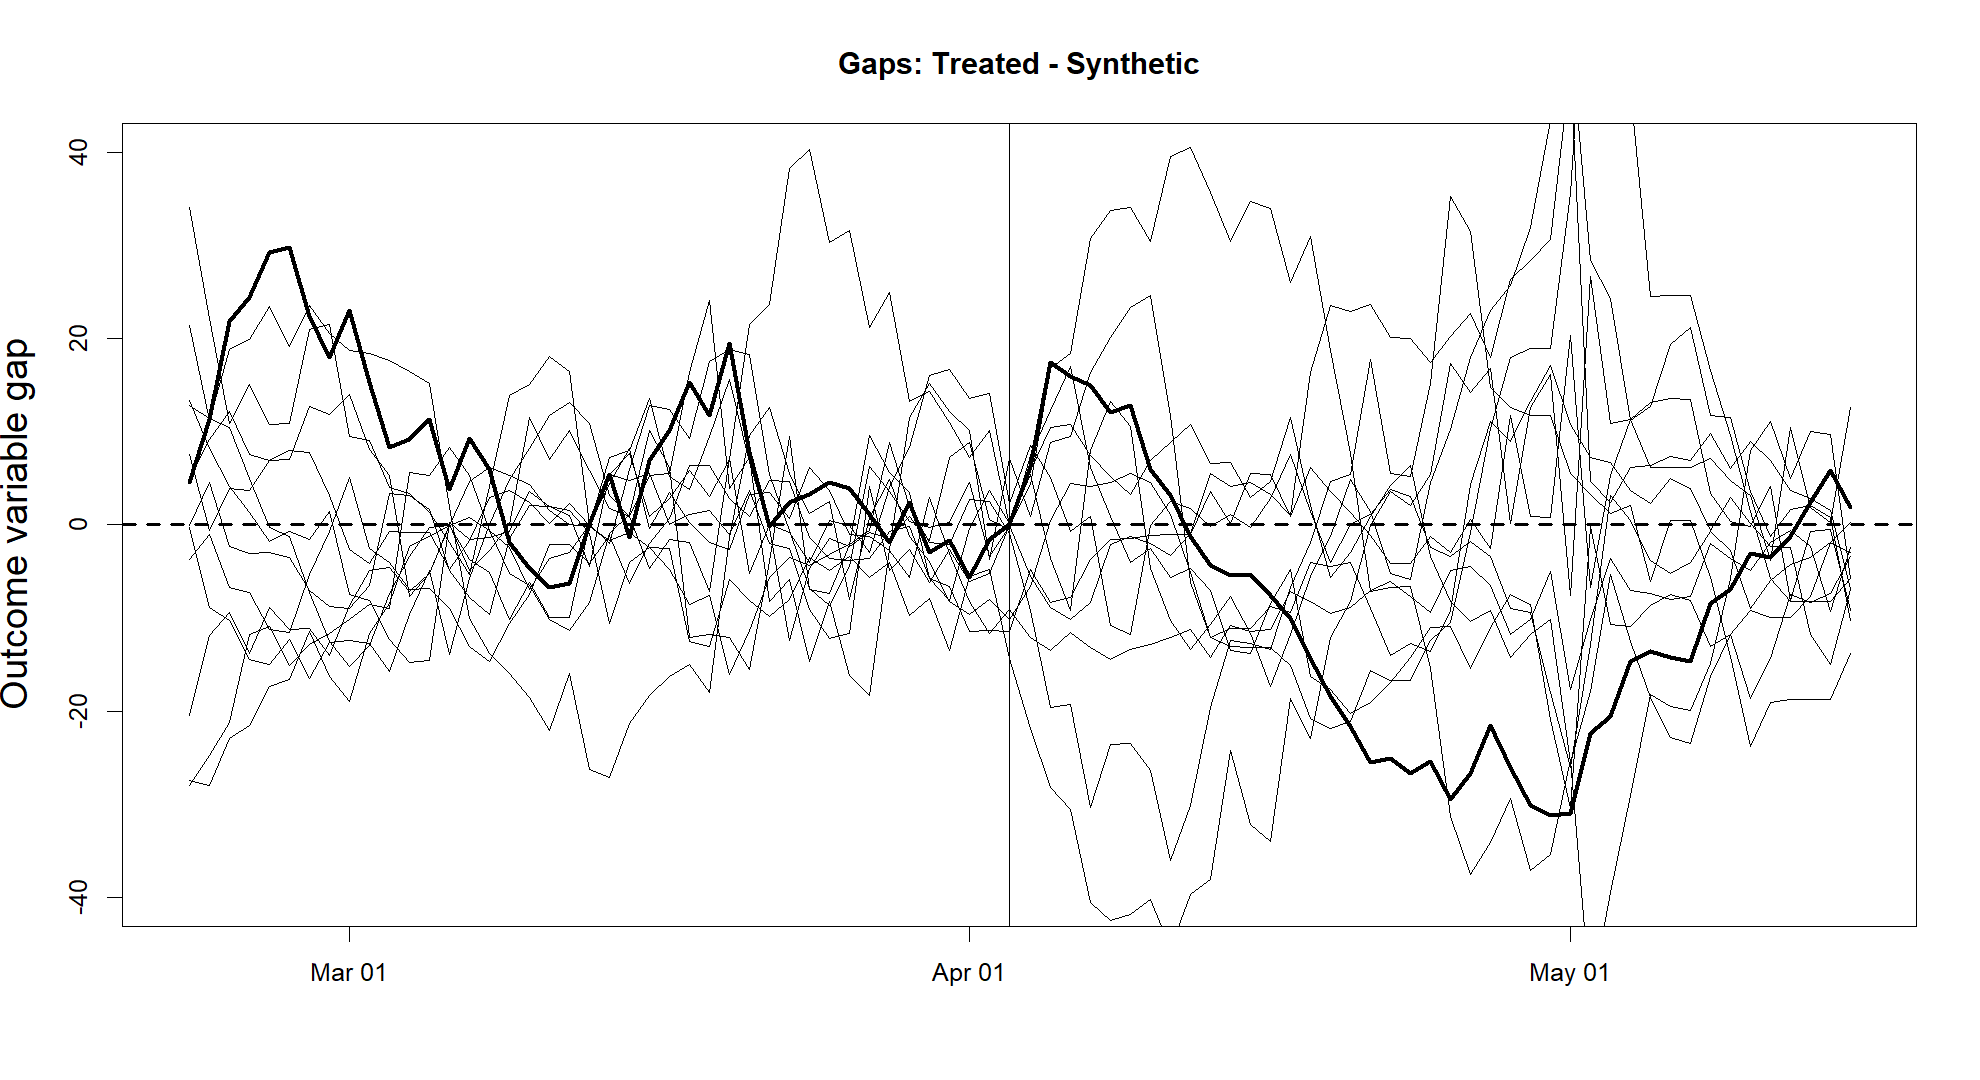 Gaps: Treated - Synthetic
Outcome variable gap
40
20
0
-20
-40
Mar 01
Apr 01
May 01